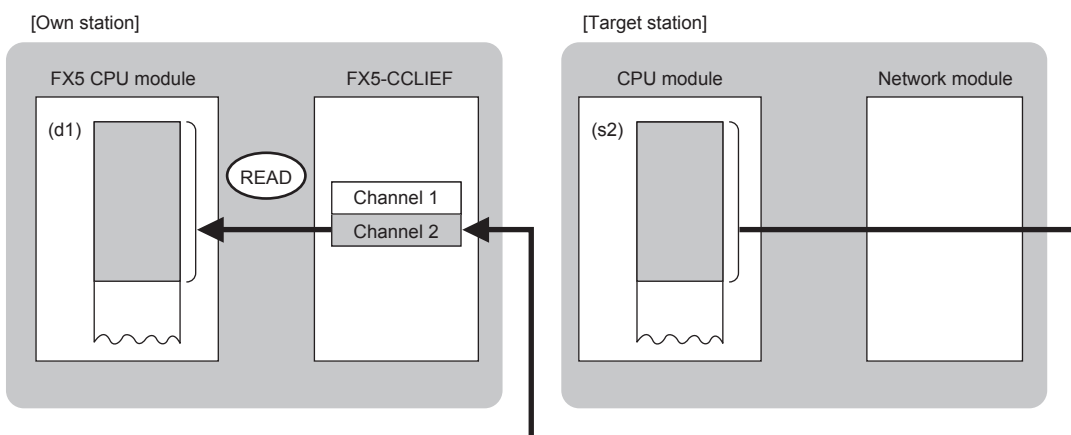 [Own station]
[Target station]
FX5 CPU module
FX5-CCLIEF
CPU module
Network module
(d1)
(s2)
READ
Channel 1
Channel 2